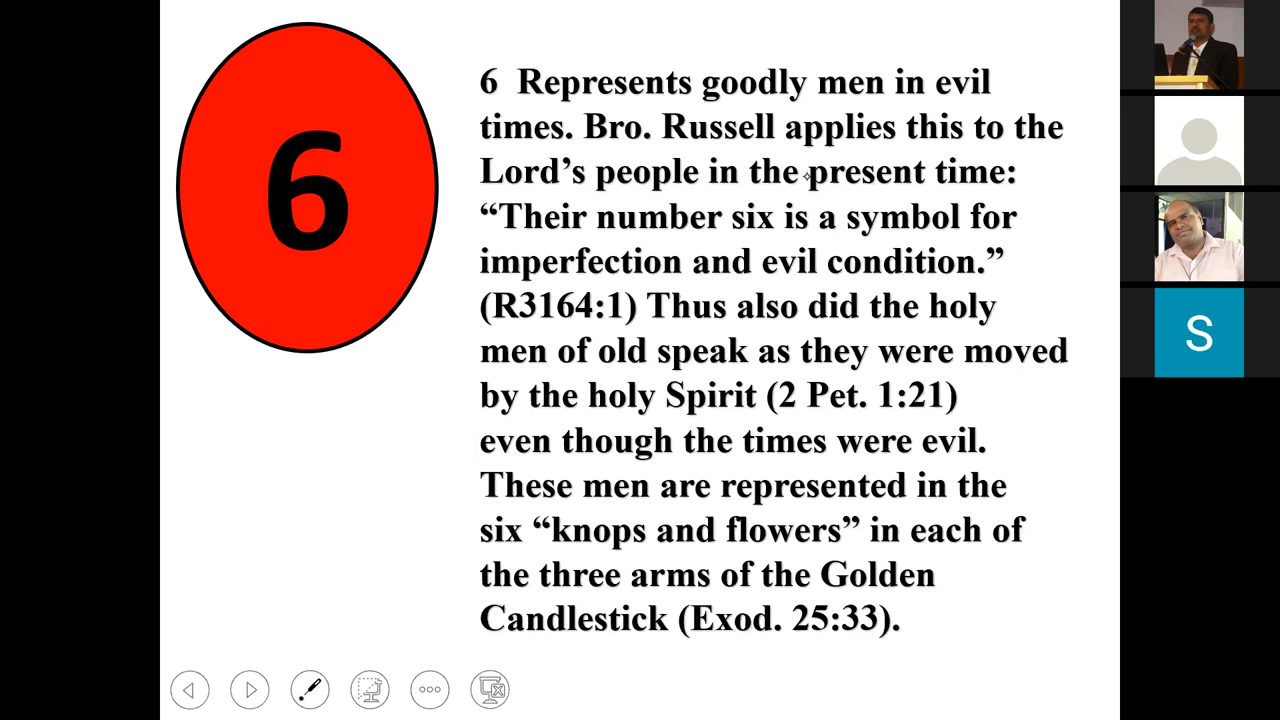 6
6 Represents goodly men in evil
times. Bro. Russell applies this to the
Lord’s people in the present time:
“Their number six is a symbol for
imperfection and evil condition.”
(R3164:1) Thus also did the holy
men of old speak as they were moved
by the holy Spirit (2 Pet. 1:21)
even though the times were evil.
These men are represented in the
six “knops and flowers” in each of
the three arms of the Golden
Candlestick (Exod. 25:33).
S